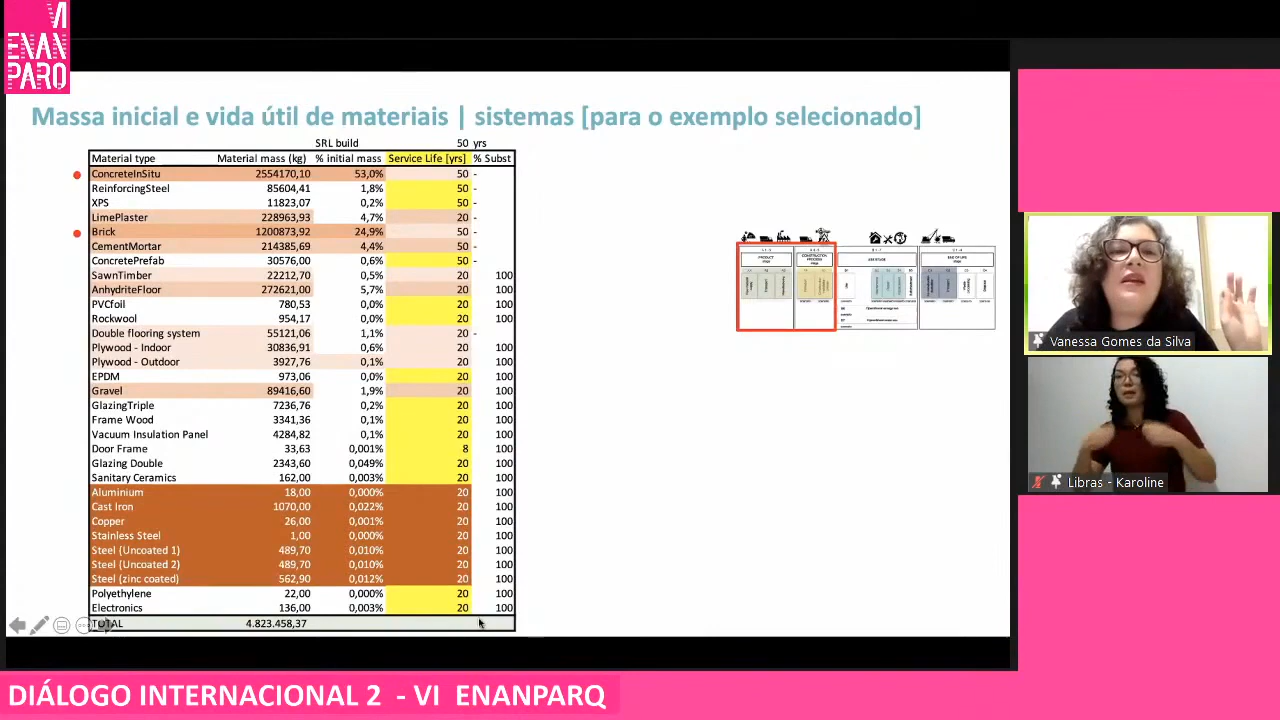 VI
ENAN
PARQ
Massa inicial e vida útil de materiais | sistemas [para o exemplo selecionado]
SRL build 50 yrs
Material type Material mass (kg) % initial mass Service Life [yrs] % Subst
ConcreteInSitu 2554170,10 53,0% 50 -
ReinforcingSteel 85604,41 1,8% 50 -
XPS 11823,07 0,2% 50 -
LimePlaster 228963,93 4,7% 20 -
Brick 1200873,92 24,9% 50 -
CementMortar 214385,69 4,4% 50 -
ConcretePrefab 30576,00 0,6% 50 -
SawnTimber 22212,70 0,5% 20 100
AnhydriteFloor 272621,00 5,7% 20 100
PVCfoil 780,53 0,0% 20 100
Rockwool 954,17 0,0% 20 100
Double flooring system 55121,06 1,1% 20 -
Plywood - Indoor 30836,91 0,6% 20 100
Plywood - Outdoor 3927,76 0,1% 20 100
EPDM 973,06 0,0% 20 100
Gravel 89416,60 1,9% 20 100
GlazingTriple 7236,76 0,2% 20 100
Frame Wood 3341,36 0,1% 20 100
Vacuum Insulation Panel 4284,82 0,1% 20 100
Door Frame 33,63 0,001% 8 100
Glazing Double 2343,60 0,049% 20 100
Sanitary Ceramics 162,00 0,003% 20 100
Aluminium 18,00 0,000% 20 100
Cast Iron 1070,00 0,022% 20 100
Copper 26,00 0,001% 20 100
Stainless Steel 1,00 0,000% 20 100
Steel (Uncoated 1) 489,70 0,010% 20 100
Steel (Uncoated 2) 489,70 0,010% 20 100
Steel (zinc coated) 562,90 0,012% 20 100
Polyethylene 22,00 0,000% 20 100
Electronics 136,00 0,003% 20 100
TOTAL 4.823.458,37
PRODUCT
CONSTRUCTION
PROCESS
USE STAGE
END OF LIFE
Vanessa Gomes da Silva
Libras - Karoline
DIÁLOGO INTERNACIONAL 2 - VI ENANPARQ